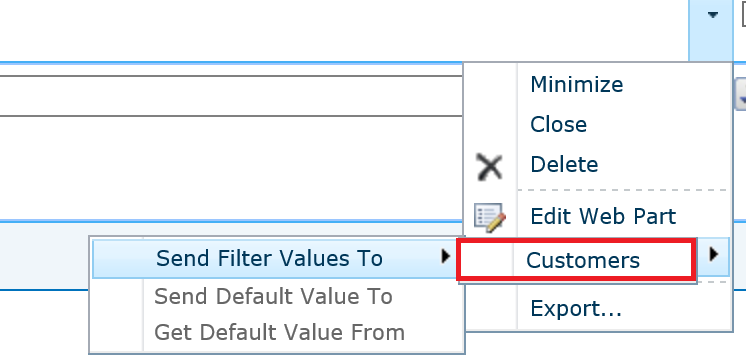 Minimize
Close
Delete
Edit Web Part
Send Filter Values To
Customers
Send Default Value To
Get Default Value From
Export...